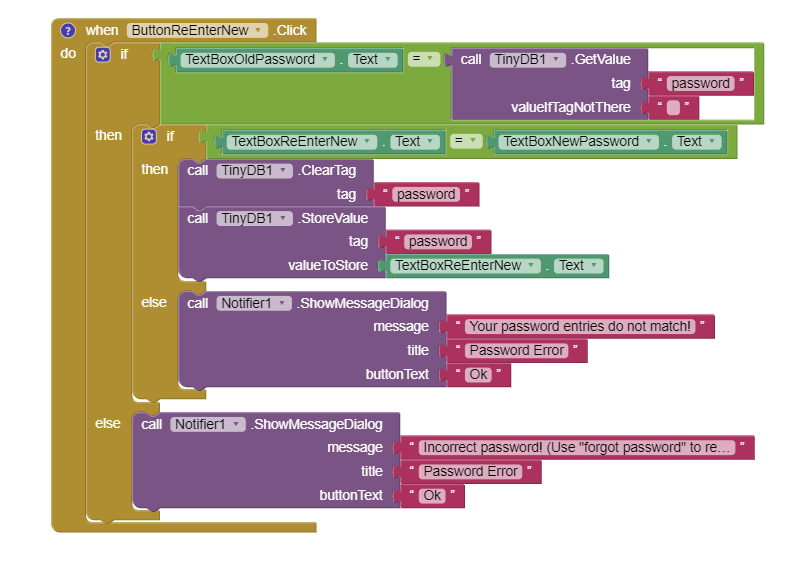 ? when ButtonReEnterNew .Click
do if TextBoxOldPassword . Text = call TinyDB1 .GetValue
tag “ password ”
valueIfTagNotThere “ ”
then if TextBoxReEnterNew . Text = TextBoxNewPassword . Text
then call TinyDB1 .ClearTag
tag “ password ”
call TinyDB1 .StoreValue
tag “ password ”
valueToStore TextBoxReEnterNew . Text
else call Notifier1 .ShowMessageDialog
message “ Your password entries do not match! ”
title “ Password Error ”
buttonText “ Ok ”
else call Notifier1 .ShowMessageDialog
message “ Incorrect password! (Use "forgot password" to re... ”
title “ Password Error ”
buttonText “ Ok ”